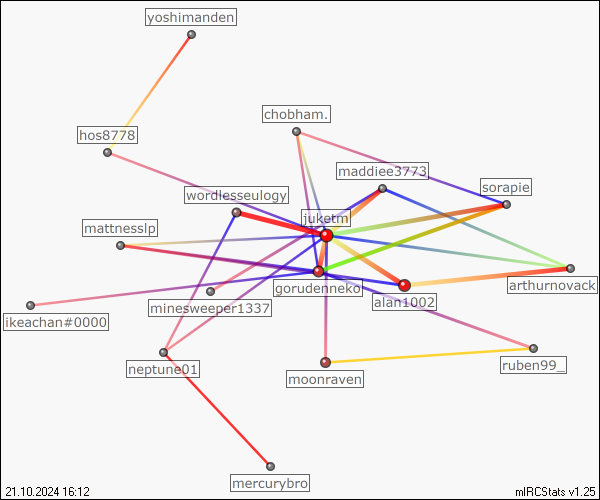 yoshimanden
chobham.
hos8778
maddiee3773
wordlesseulogy
sorapie
juketm
mattnesslp
gorudenneko
arthurnovack
alan1002
minesweeper1337
ikeachan#0000
neptune01
ruben99_
moonraven
mercurybro
21.10.2024 16:12
mIRCStats v1.25